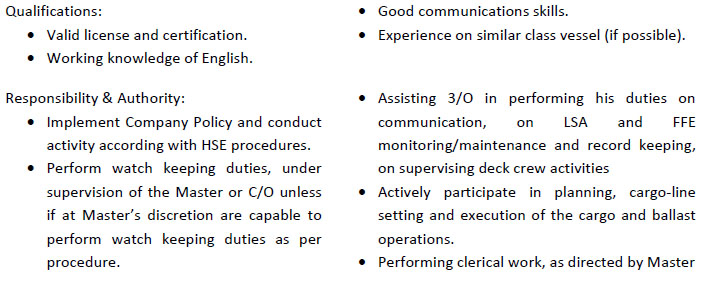 Qualifications:
• Valid license and certification.
• Working knowledge of English.
• Good communications skills.
• Experience on similar class vessel (if possible).
Responsibility & Authority:
• Implement Company Policy and conduct
activity according with HSE procedures.
• Perform watch keeping duties, under
supervision of the Master or C/O unless
if at Master's discretion are capable to
perform watch keeping duties as per
procedure.
• Assisting 3/O in performing his duties on
communication, on LSA and FFE
monitoring/maintenance and record keeping,
on supervising deck crew activities
• Actively participate in planning, cargo-line
setting and execution of the cargo and ballast
operations.
• Performing clerical work, as directed by Master